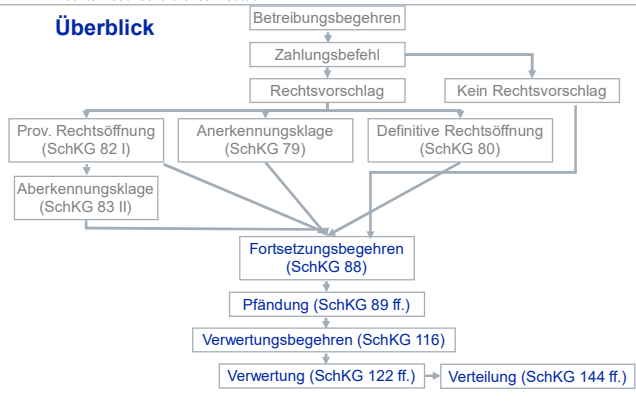 Überblick
Betreibungsbegehren
Zahlungsbefehl
Rechtsvorschlag
Kein Rechtsvorschlag
Prov. Rechtsöffnung
(SchKG 82 I)
Anerkennungsklage
(SchKG 79)
Definitive Rechtsöffnung
(SchKG 80)
Aberkennungsklage
(SchKG 83 II)
Fortsetzungsbegehren
(SchKG 88)
Pfändung (SchKG 89 ff.)
Verwertungsbegehren (SchKG 116)
Verwertung (SchKG 122 ff.)
Verteilung (SchKG 144 ff.)